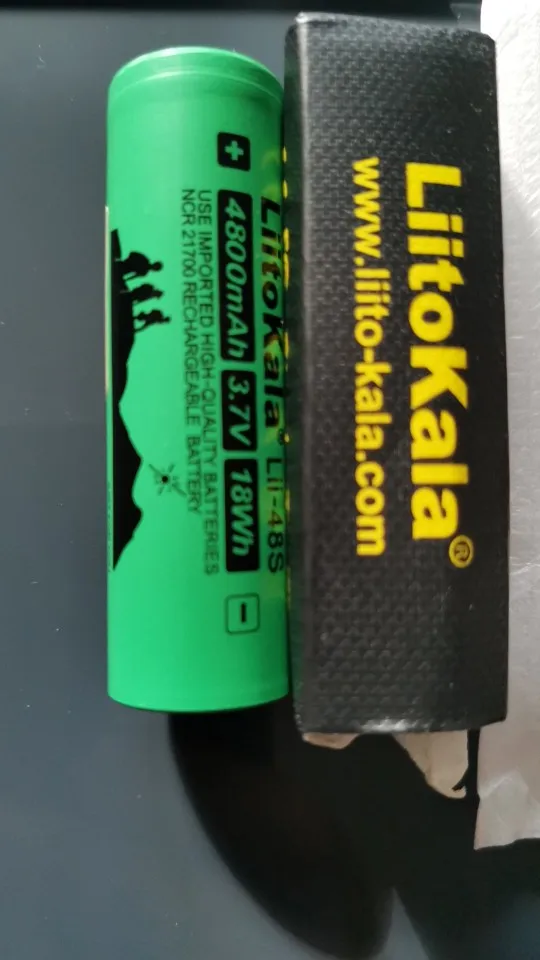 LiitoKala®
www.liito-kala.com
LiitoKala® Lii-48S
+ 4800mAh 3.7V 18Wh -
USE IMPORTED HIGH-QUALITY BATTERIES
NCR 21700 RECHARGEABLE BATTERY